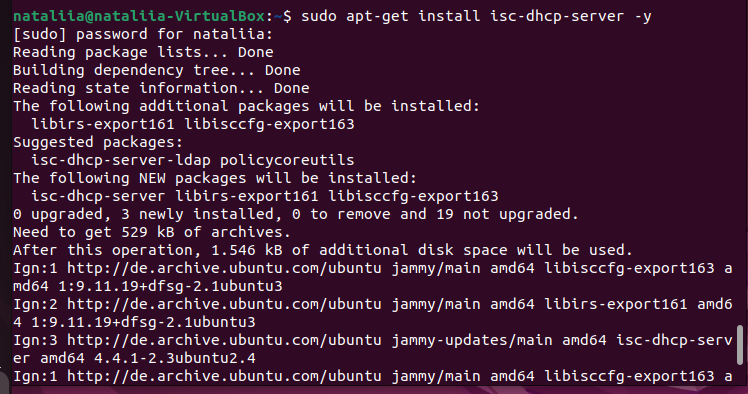 nataliia@nataliia-VirtualBox:~$ sudo apt-get install isc-dhcp-server -y
[sudo] password for nataliia:
Reading package lists... Done
Building dependency tree... Done
Reading state information... Done
The following additional packages will be installed:
  libirs-export161 libisccfg-export163
Suggested packages:
  isc-dhcp-server-ldap policycoreutils
The following NEW packages will be installed:
  isc-dhcp-server libirs-export161 libisccfg-export163
0 upgraded, 3 newly installed, 0 to remove and 19 not upgraded.
Need to get 529 kB of archives.
After this operation, 1.546 kB of additional disk space will be used.
Ign:1 http://de.archive.ubuntu.com/ubuntu jammy/main amd64 libisccfg-export163 a
md64 1:9.11.19+dfsg-2.1ubuntu3
Ign:2 http://de.archive.ubuntu.com/ubuntu jammy/main amd64 libirs-export161 amd6
4 1:9.11.19+dfsg-2.1ubuntu3
Ign:3 http://de.archive.ubuntu.com/ubuntu jammy-updates/main amd64 isc-dhcp-serv
er amd64 4.4.1-2.3ubuntu2.4
Ign:1 http://de.archive.ubuntu.com/ubuntu jammy/main amd64 libisccfg-export163 a